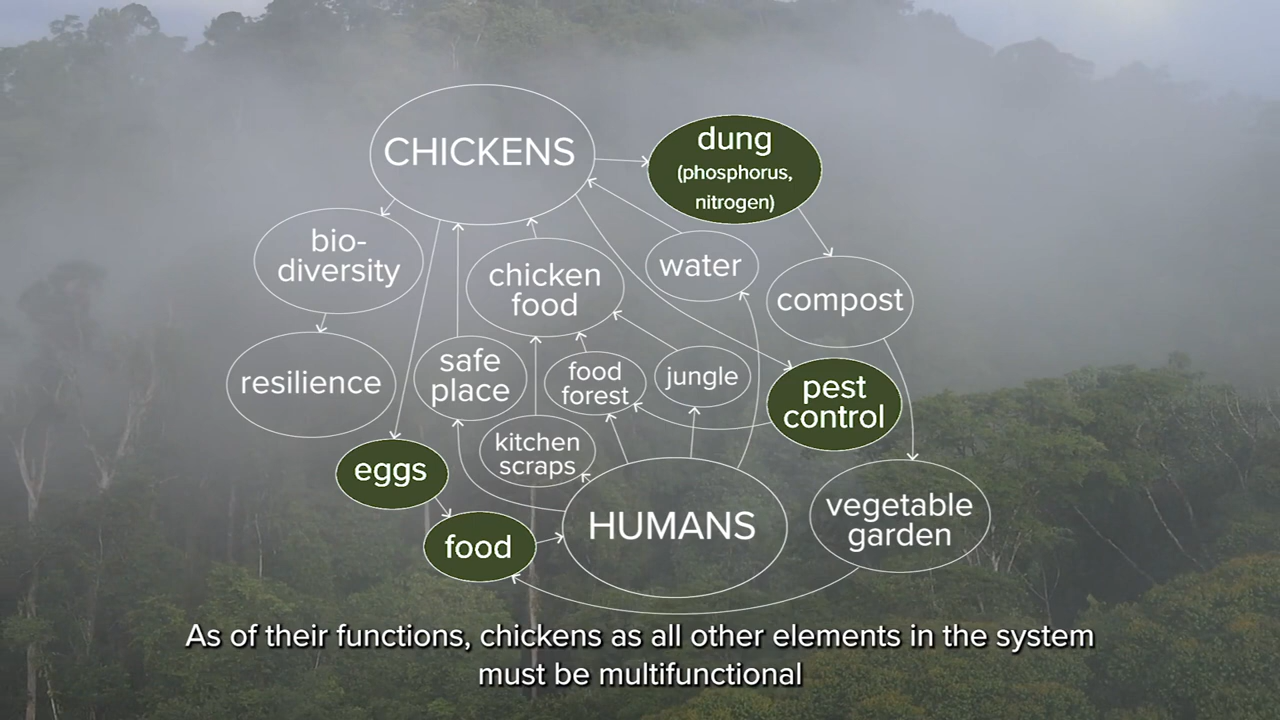 CHICKENS
dung
(phosphorus,
nitrogen)
bio-
diversity
chicken
food
water
compost
resilience
safe
place
food
forest
jungle
pest
control
kitchen
scraps
eggs
food
HUMANS
vegetable
garden
As of their functions, chickens as all other elements in the system
must be multifunctional